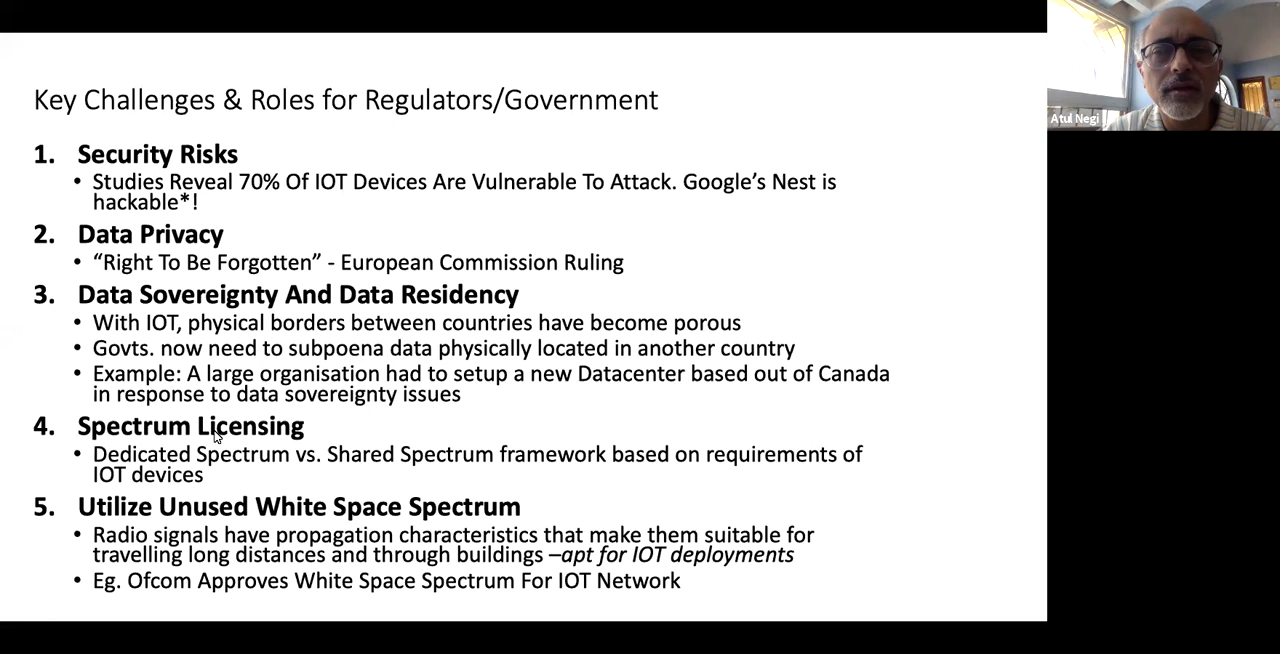 Key Challenges & Roles for Regulators/Government
1. Security Risks
• Studies Reveal 70% Of IOT Devices Are Vulnerable To Attack. Google’s Nest is
hackable*!
2. Data Privacy
• “Right To Be Forgotten” - European Commission Ruling
3. Data Sovereignty And Data Residency
• With IOT, physical borders between countries have become porous
• Govts. now need to subpoena data physically located in another country
• Example: A large organisation had to setup a new Datacenter based out of Canada
in response to data sovereignty issues
4. Spectrum Licensing
• Dedicated Spectrum vs. Shared Spectrum framework based on requirements of
IOT devices
5. Utilize Unused White Space Spectrum
• Radio signals have propagation characteristics that make them suitable for
travelling long distances and through buildings –apt for IOT deployments
• Eg. Ofcom Approves White Space Spectrum For IOT Network
Atul Negi